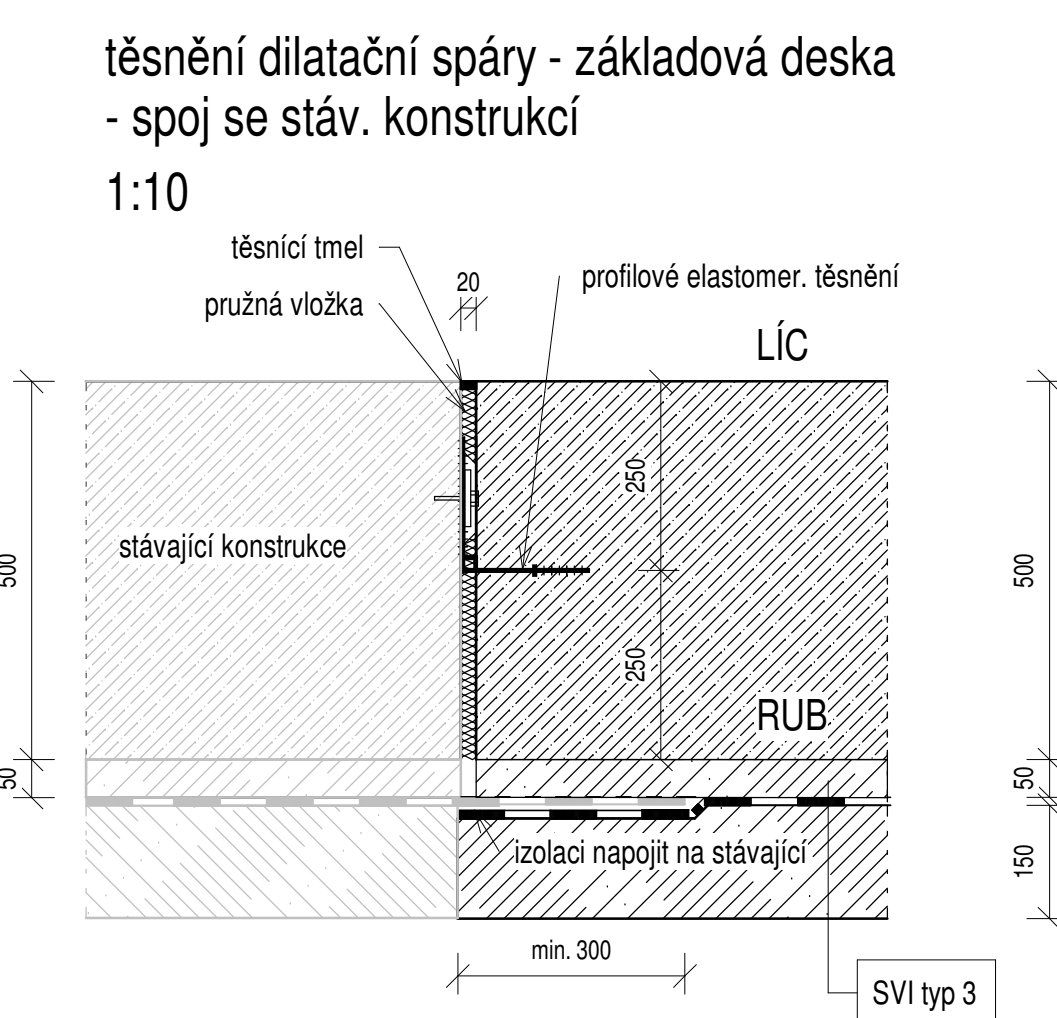 těsnění dilatační spáry - základová deska
- spoj se stáv. konstrukcí
1:10
těsnící tmel
20
profilové elastomer. těsnění
pružná vložka
LÍC
250
stávající konstrukce
500
500
250
RUB
50
50
izolaci napojit na stávající
150
min. 300
SVI typ 3